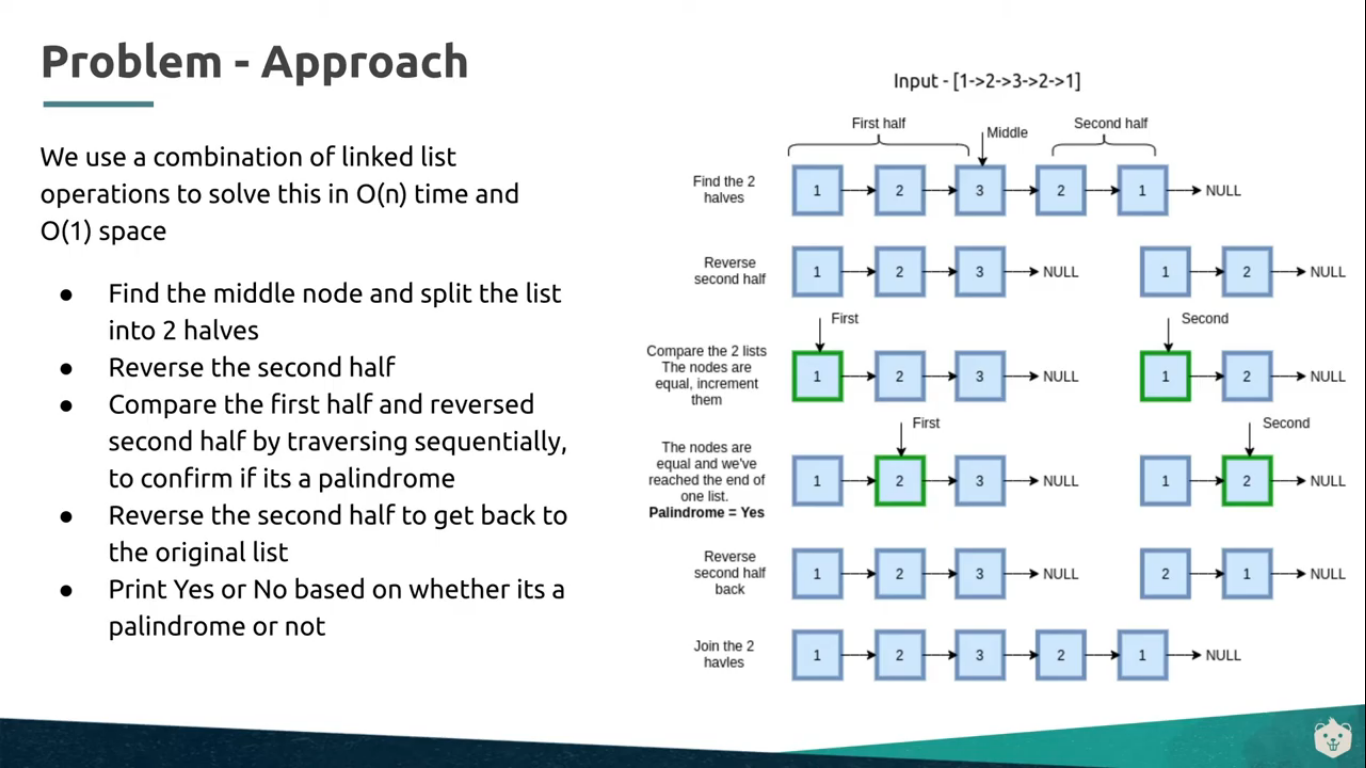 Problem - Approach
We use a combination of linked list
operations to solve this in O(n) time and
O(1) space
● Find the middle node and split the list
into 2 halves
● Reverse the second half
● Compare the first half and reversed
second half by traversing sequentially,
to confirm if its a palindrome
● Reverse the second half to get back to
the original list
● Print Yes or No based on whether its a
palindrome or not
Input - [1->2->3->2->1]
First half
Middle
Second half
Find the 2
halves
1 2 3 2 1 NULL
Reverse
second half
1 2 3 NULL 1 2 NULL
First Second
Compare the 2 lists
The nodes are
equal, increment
them
1 2 3 NULL 1 2 NULL
First Second
The nodes are
equal and we've
reached the end of
one list.
Palindrome = Yes
1 2 3 NULL 1 2 NULL
Reverse
second half
back
1 2 3 NULL 2 1 NULL
Join the 2
havles
1 2 3 2 1 NULL